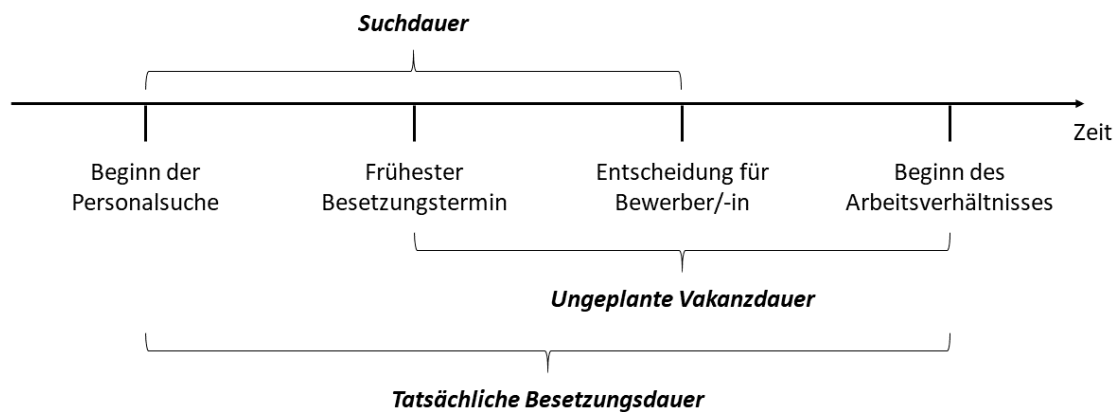 Suchdauer
Zeit
Beginn der
Personalsuche
Frühester
Besetzungstermin
Entscheidung für
Bewerber/-in
Beginn des
Arbeitsverhältnisses
Ungeplante Vakanzdauer
Tatsächliche Besetzungsdauer